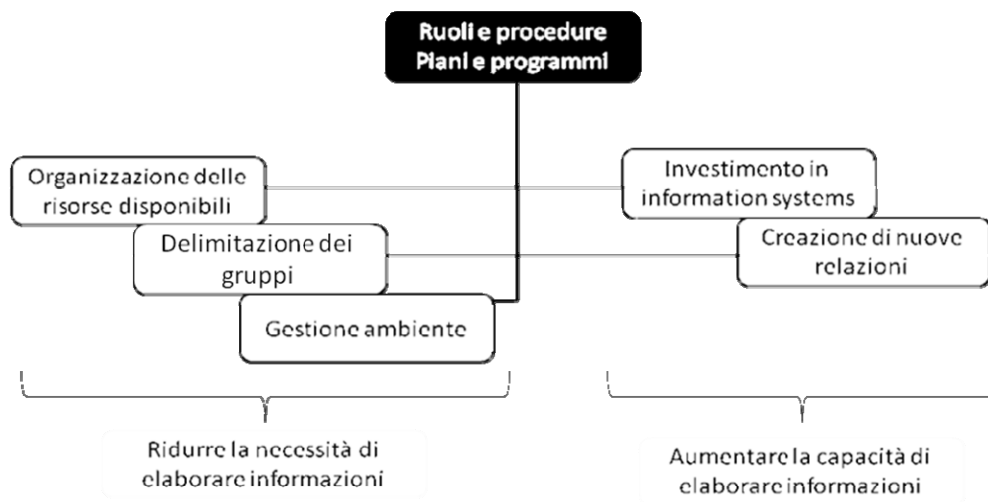 Ruoli e procedure
Piani e programmi
Organizzazione delle
risorse disponibili
Investimento in
information systems
Delimitazione dei
gruppi
Creazione di nuove
relazioni
Gestione ambiente
Ridurre la necessità di
elaborare informazioni
Aumentare la capacità di
elaborare informazioni